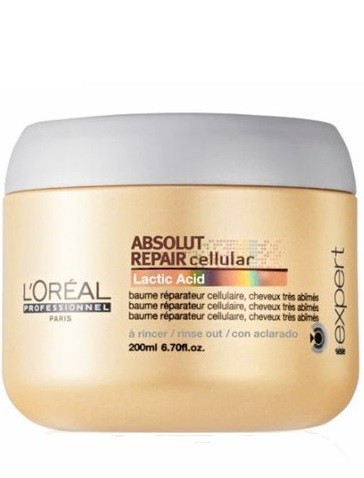 ABSOLUT
REPAIR cellular
Lactic Acid
L'ORÉAL
PROFESSIONNEL
PARIS
baume réparateur cellulaire, cheveux très abîmés
baume réparateur cellulaire, cheveux très abîmés
baume réparateur cellulaire, cheveux très abîmés
à rincer / rinse out / con aclarado
200ml 6.70fl.oz.
expert